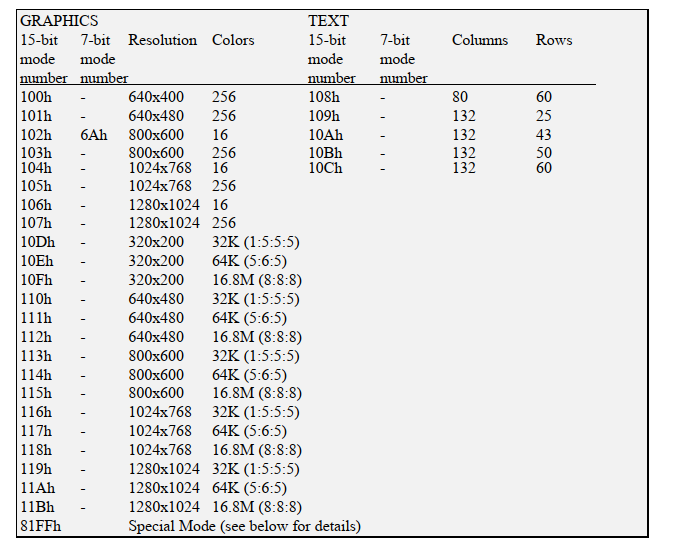 GRAPHICS TEXT
15-bit 7-bit Resolution Colors 15-bit 7-bit Columns Rows
mode mode mode mode
number number number number
100h - 640x400 256 108h - 80 60
101h - 640x480 256 109h - 132 25
102h 6Ah 800x600 16 10Ah - 132 43
103h - 800x600 256 10Bh - 132 50
104h - 1024x768 16 10Ch - 132 60
105h - 1024x768 256
106h - 1280x1024 16
107h - 1280x1024 256
10Dh - 320x200 32K (1:5:5:5)
10Eh - 320x200 64K (5:6:5)
10Fh - 320x200 16.8M (8:8:8)
110h - 640x480 32K (1:5:5:5)
111h - 640x480 64K (5:6:5)
112h - 640x480 16.8M (8:8:8)
113h - 800x600 32K (1:5:5:5)
114h - 800x600 64K (5:6:5)
115h - 800x600 16.8M (8:8:8)
116h - 1024x768 32K (1:5:5:5)
117h - 1024x768 64K (5:6:5)
118h - 1024x768 16.8M (8:8:8)
119h - 1280x1024 32K (1:5:5:5)
11Ah - 1280x1024 64K (5:6:5)
11Bh - 1280x1024 16.8M (8:8:8)
81FFh Special Mode (see below for details)